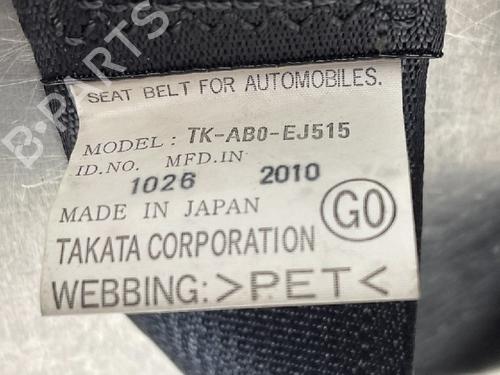 B-PARTS
SEAT BELT FOR AUTOMOBILES.
MODEL: TK-AB0-EJ515
ID.NO. MFD.IN
1026 2010
MADE IN JAPAN GO
TAKATA CORPORATION
WEBBING: >PET<